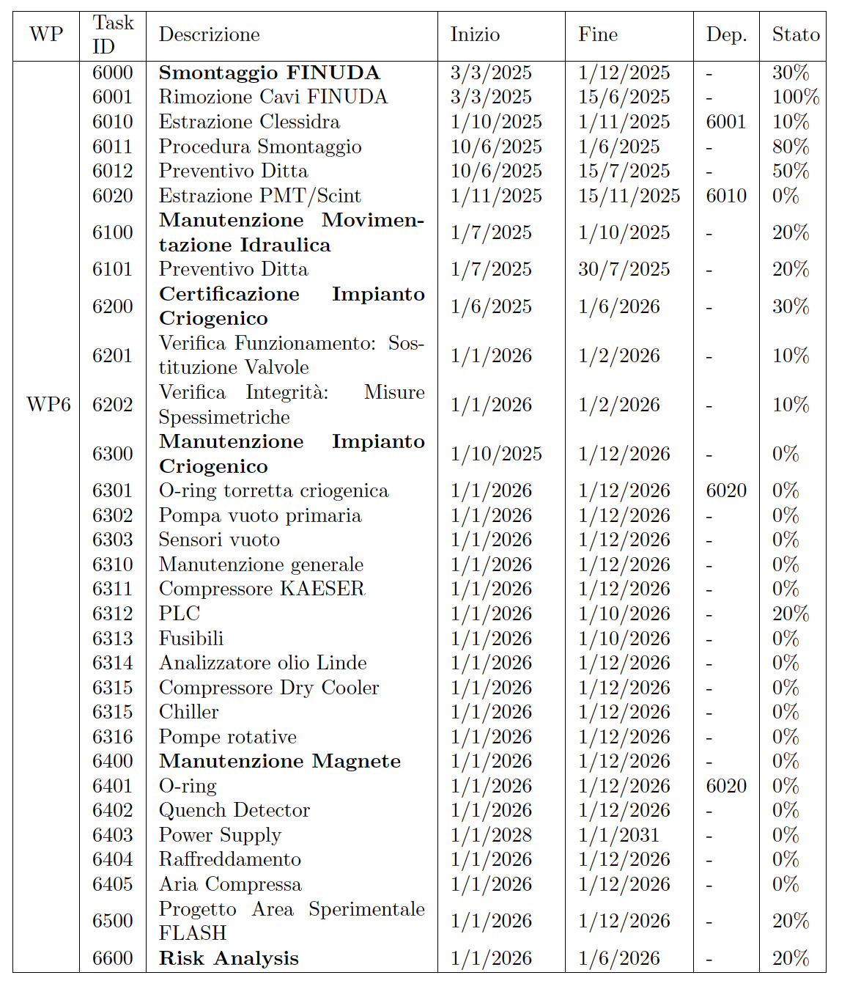 WP Task ID Descrizione Inizio Fine Dep. Stato
6000 Smontaggio FINUDA 3/3/2025 1/12/2025 - 30%
6001 Rimozione Cavi FINUDA 3/3/2025 15/6/2025 - 100%
6010 Estrazione Clessidra 1/10/2025 1/11/2025 6001 10%
6011 Procedura Smontaggio 10/6/2025 1/6/2025 - 80%
6012 Preventivo Ditta 10/6/2025 15/7/2025 - 50%
6020 Estrazione PMT/Scint 1/11/2025 15/11/2025 6010 0%
6100 Manutenzione Movimen-
tazione Idraulica 1/7/2025 1/10/2025 - 20%
6101 Preventivo Ditta 1/7/2025 30/7/2025 - 20%
6200 Certificazione Impianto
Criogenico 1/6/2025 1/6/2026 - 30%
6201 Verifica Funzionamento: Sos-
tituzione Valvole 1/1/2026 1/2/2026 - 10%
WP6 6202 Verifica Integrità: Misure
Spessimetriche 1/1/2026 1/2/2026 - 10%
6300 Manutenzione Impianto
Criogenico 1/10/2025 1/12/2026 - 0%
6301 O-ring torretta criogenica 1/1/2026 1/12/2026 6020 0%
6302 Pompa vuoto primaria 1/1/2026 1/12/2026 - 0%
6303 Sensori vuoto 1/1/2026 1/12/2026 - 0%
6310 Manutenzione generale 1/1/2026 1/12/2026 - 0%
6311 Compressore KAESER 1/1/2026 1/12/2026 - 0%
6312 PLC 1/1/2026 1/10/2026 - 20%
6313 Fusibili 1/1/2026 1/10/2026 - 0%
6314 Analizzatore olio Linde 1/1/2026 1/12/2026 - 0%
6315 Compressore Dry Cooler 1/1/2026 1/12/2026 - 0%
6315 Chiller 1/1/2026 1/12/2026 - 0%
6316 Pompe rotative 1/1/2026 1/12/2026 - 0%
6400 Manutenzione Magnete 1/1/2026 1/12/2026 - 0%
6401 O-ring 1/1/2026 1/12/2026 6020 0%
6402 Quench Detector 1/1/2026 1/12/2026 - 0%
6403 Power Supply 1/1/2028 1/1/2031 - 0%
6404 Raffreddamento 1/1/2026 1/12/2026 - 0%
6405 Aria Compressa 1/1/2026 1/12/2026 - 0%
6500 Progetto Area Sperimentale
FLASH 1/1/2026 1/12/2026 - 20%
6600 Risk Analysis 1/1/2026 1/6/2026 - 20%